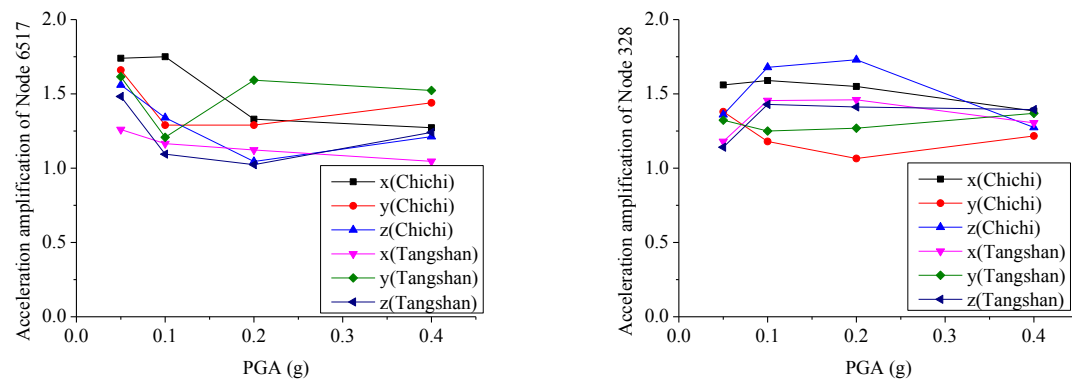 Acceleration amplification of Node 6517
2.0
1.5
1.0
0.5
0.0
0.0
0.1
0.2
0.3
0.4
PGA (g)
x(Chichi)
y(Chichi)
z(Chichi)
x(Tangshan)
y(Tangshan)
z(Tangshan)
Acceleration amplification of Node 328
2.0
1.5
1.0
0.5
0.0
0.0
0.1
0.2
0.3
0.4
PGA (g)
x(Chichi)
y(Chichi)
z(Chichi)
x(Tangshan)
y(Tangshan)
z(Tangshan)